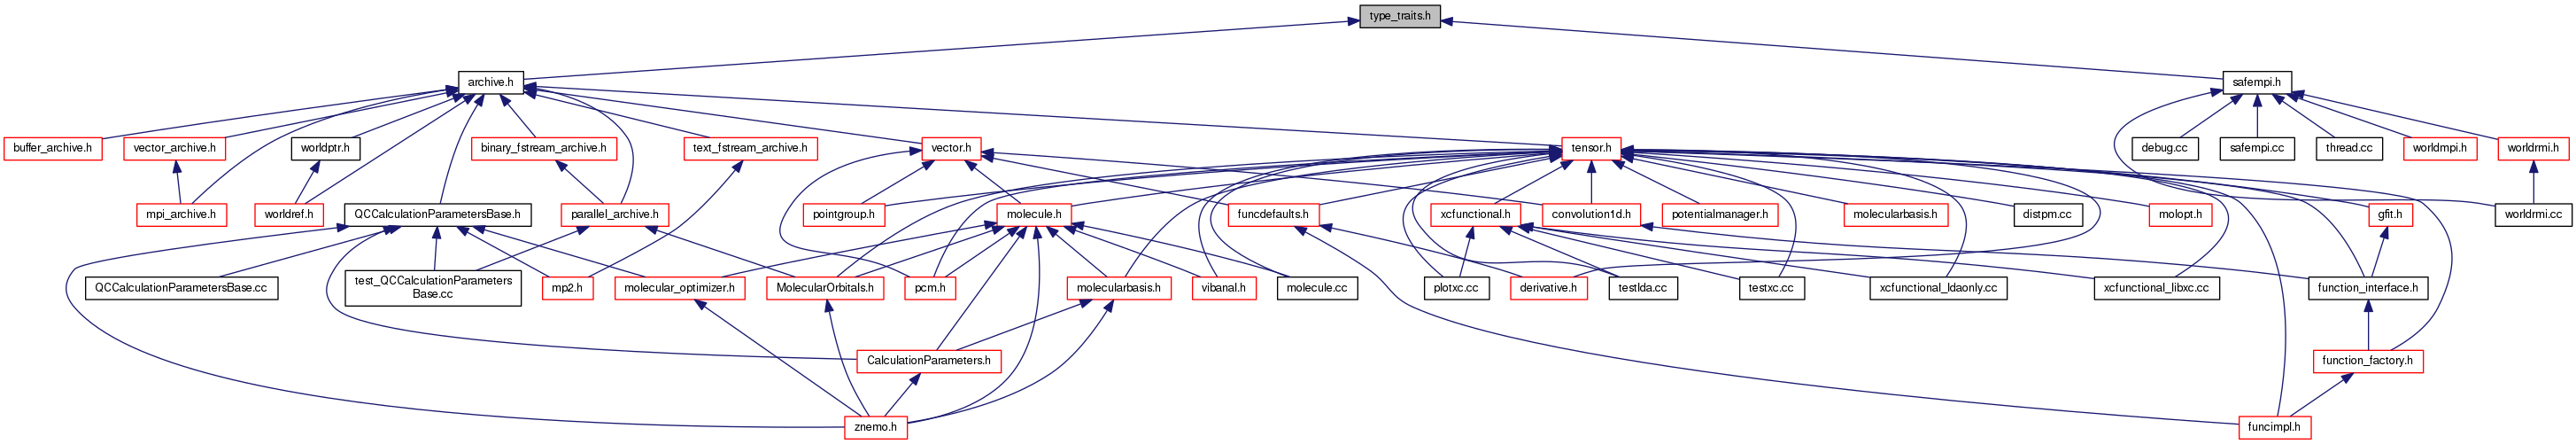 type_traits.h
archive.h
safempi.h
buffer_archive.h
vector_archive.h
worldptr.h
binary_fstream_archive.h
text_fstream_archive.h
vector.h
tensor.h
debug.cc
safempi.cc
thread.cc
worldmpi.h
worldrmi.h
mpi_archive.h
worldref.h
QCCalculationParametersBase.h
parallel_archive.h
pointgroup.h
molecule.h
funcdefaults.h
xcfunctional.h
convolution1d.h
potentialmanager.h
molecularbasis.h
distpm.cc
molopt.h
gfit.h
worldrmi.cc
QCCalculationParametersBase.cc
test_QCCalculationParameters
Base.cc
mp2.h
molecular_optimizer.h
MolecularOrbitals.h
pcm.h
molecularbasis.h
vibanal.h
molecule.cc
plotxc.cc
derivative.h
testlda.cc
testxc.cc
xcfunctional_ldaonly.cc
xcfunctional_libxc.cc
function_interface.h
CalculationParameters.h
function_factory.h
znemo.h
funcimpl.h